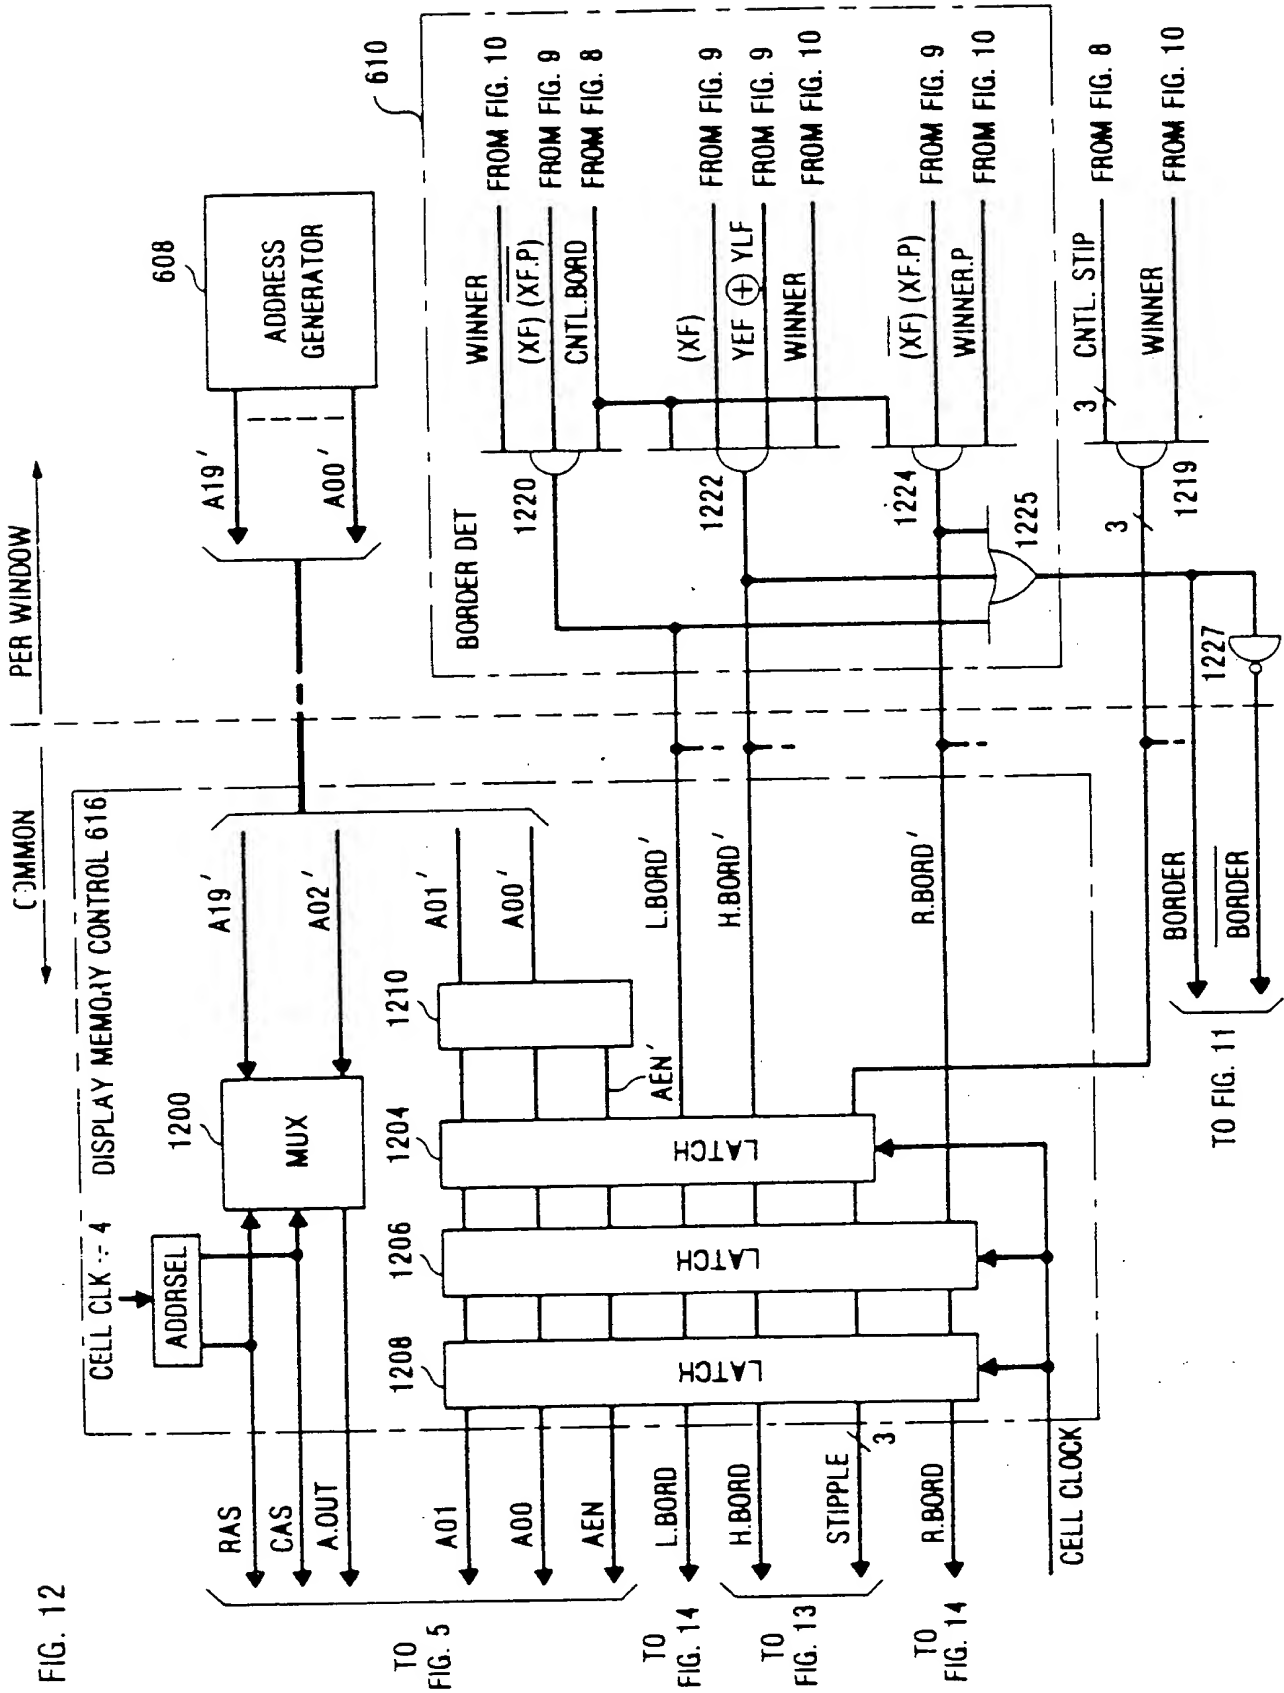 FIG. 12
COMMON
PER WINDOW
CELL CLK ÷ 4
DISPLAY MEMORY CONTROL 616
ADDRSEL
1200
MUX
A19'
A02'
A19'
A00'
608
ADDRESS
GENERATOR
RAS
CAS
A.OUT
A01
A00
AEN
TO
FIG. 5
1208
LATCH
1206
LATCH
1204
LATCH
1210
A01'
A00'
AEN'
L.BORD'
H.BORD'
R.BORD'
L.BORD
TO
FIG. 14
H.BORD
STIPPLE
3
TO
FIG. 13
R.BORD
TO
FIG. 14
CELL CLOCK
610
BORDER DET
1220
WINNER
FROM FIG. 10
(XF) (XF.P)
FROM FIG. 9
CNTL.BORD
FROM FIG. 8
1222
(XF)
FROM FIG. 9
YEF ⊕ YLF
FROM FIG. 9
WINNER
FROM FIG. 10
1224
(XF) (XF.P)
FROM FIG. 9
WINNER.P
FROM FIG. 10
1225
3
CNTL. STIP
FROM FIG. 8
WINNER
FROM FIG. 10
3
1219
1227
BORDER
BORDER
TO FIG. 11